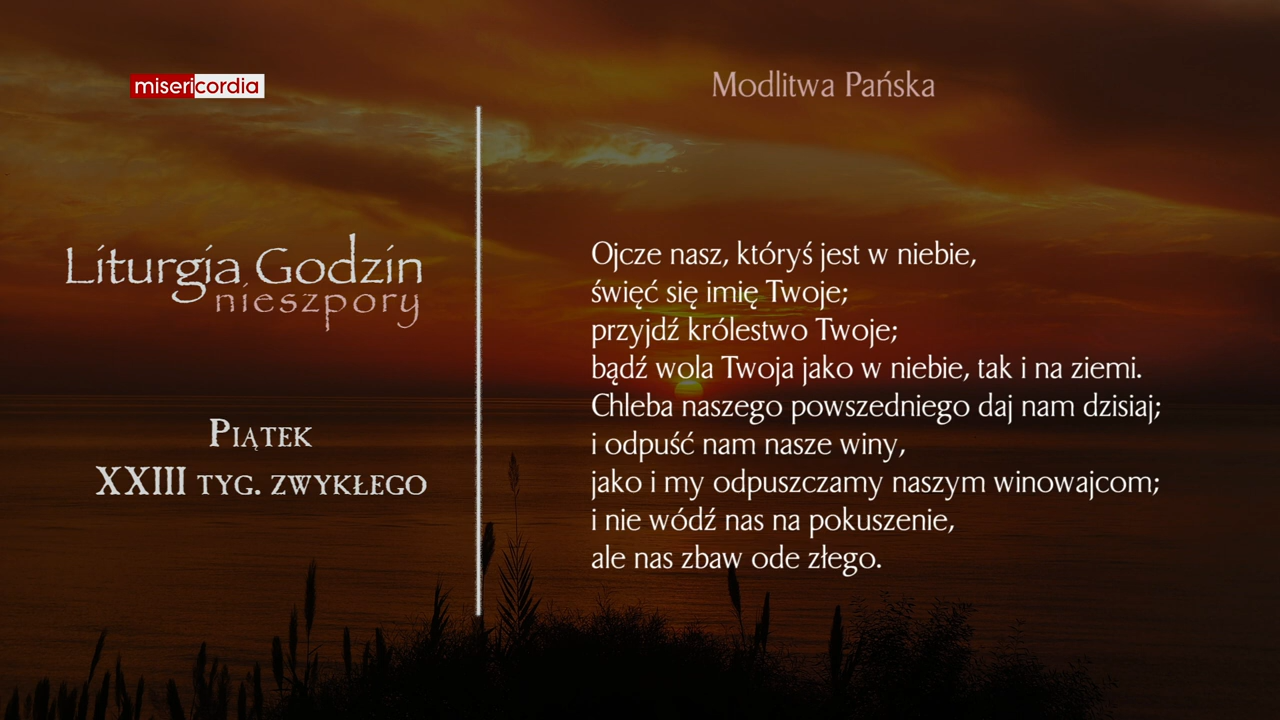 misericordia
Liturgia Godzin
nieszpory
Piątek
XXIII tyg. zwykłego
Modlitwa Pańska
Ojcze nasz, któryś jest w niebie,
święć się imię Twoje;
przyjdź królestwo Twoje;
bądź wola Twoja jako w niebie, tak i na ziemi.
Chleba naszego powszedniego daj nam dzisiaj;
i odpuść nam nasze winy,
jako i my odpuszczamy naszym winowajcom;
i nie wódź nas na pokuszenie,
ale nas zbaw ode złego.